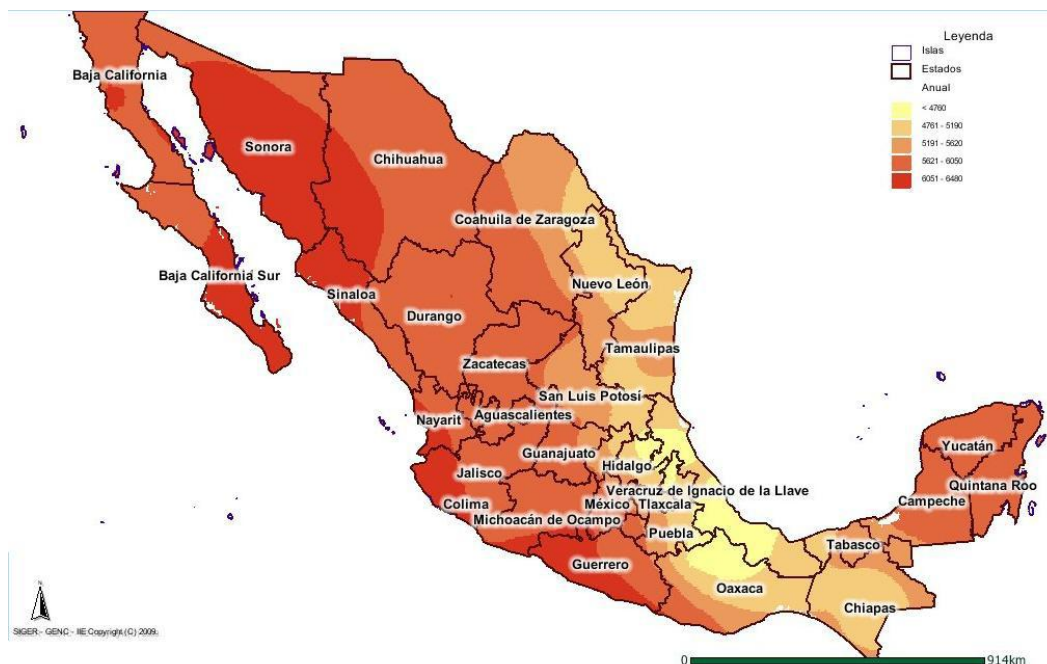 Leyenda
Islas
Estados
Anual
< 4760
4761 - 5190
5191 - 5620
5621 - 6050
6051 - 6480
Baja California
Sonora
Chihuahua
Coahuila de Zaragoza
Baja California Sur
Sinaloa
Nuevo León
Durango
Tamaulipas
Zacatecas
San Luis Potosí
Nayarit
Aguascalientes
Guanajuato
Hidalgo
Yucatán
Jalisco
Quintana Roo
Veracruz de Ignacio de la Llave
Campeche
Colima
México
Tlaxcala
Michoacán de Ocampo
Puebla
Tabasco
Guerrero
Oaxaca
Chiapas
N
SIGER - GENC - IIE Copyright (C) 2009.
0
914km